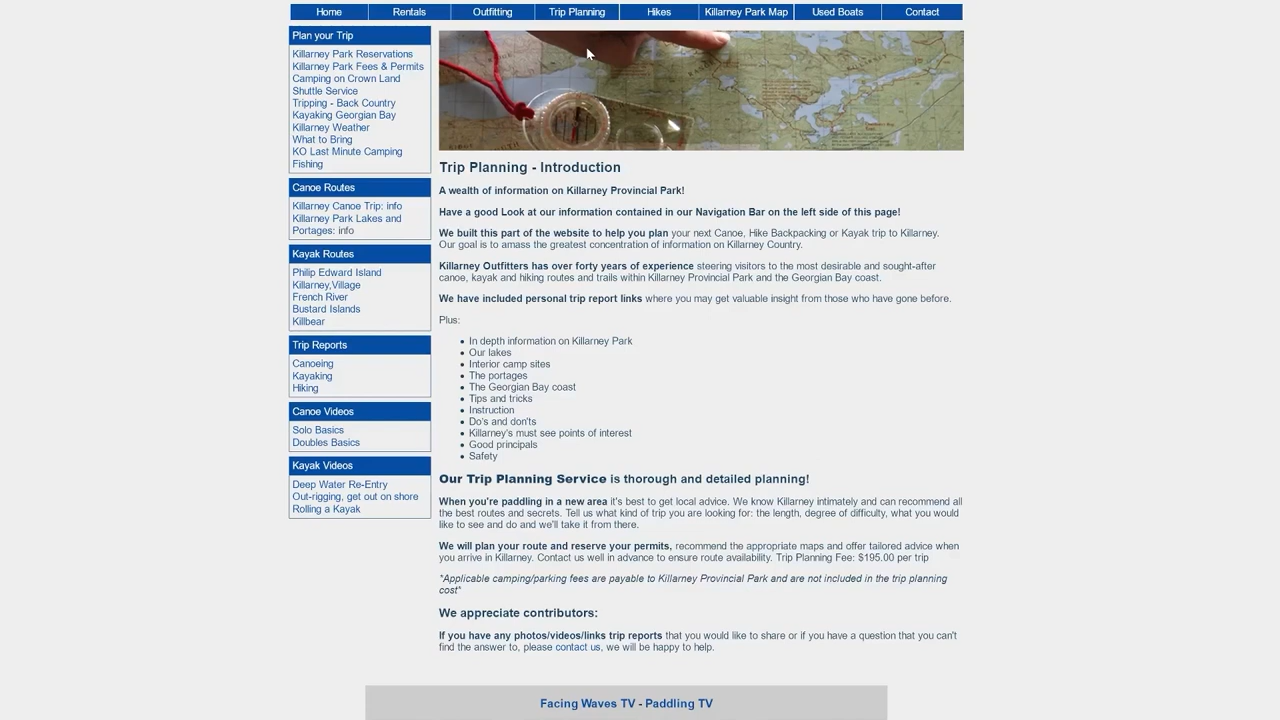 Home Rentals Outfitting Trip Planning Hikes Killarney Park Map Used Boats Contact
Plan your Trip
Killarney Park Reservations
Killarney Park Fees & Permits
Camping on Crown Land
Shuttle Service
Tripping - Back Country
Kayaking Georgian Bay
Killarney Weather
What to Bring
KO Last Minute Camping
Fishing
Canoe Routes
Killarney Canoe Trip: info
Killarney Park Lakes and
Portages: info
Kayak Routes
Philip Edward Island
Killarney,Village
French River
Bustard Islands
Killbear
Trip Reports
Canoeing
Kayaking
Hiking
Canoe Videos
Solo Basics
Doubles Basics
Kayak Videos
Deep Water Re-Entry
Out-rigging, get out on shore
Rolling a Kayak
Trip Planning - Introduction
A wealth of information on Killarney Provincial Park!
Have a good Look at our information contained in our Navigation Bar on the left side of this page!
We built this part of the website to help you plan your next Canoe, Hike Backpacking or Kayak trip to Killarney.
Our goal is to amass the greatest concentration of information on Killarney Country.
Killarney Outfitters has over forty years of experience steering visitors to the most desirable and sought-after
canoe, kayak and hiking routes and trails within Killarney Provincial Park and the Georgian Bay coast.
We have included personal trip report links where you may get valuable insight from those who have gone before.
Plus:
• In depth information on Killarney Park
• Our lakes
• Interior camp sites
• The portages
• The Georgian Bay coast
• Tips and tricks
• Instruction
• Do's and don'ts
• Killarney's must see points of interest
• Good principals
• Safety
Our Trip Planning Service is thorough and detailed planning!
When you're paddling in a new area it's best to get local advice. We know Killarney intimately and can recommend all
the best routes and secrets. Tell us what kind of trip you are looking for: the length, degree of difficulty, what you would
like to see and do and we'll take it from there.
We will plan your route and reserve your permits, recommend the appropriate maps and offer tailored advice when
you arrive in Killarney. Contact us well in advance to ensure route availability. Trip Planning Fee: $195.00 per trip
*Applicable camping/parking fees are payable to Killarney Provincial Park and are not included in the trip planning
cost*
We appreciate contributors:
If you have any photos/videos/links trip reports that you would like to share or if you have a question that you can't
find the answer to, please contact us, we will be happy to help.
Facing Waves TV - Paddling TV